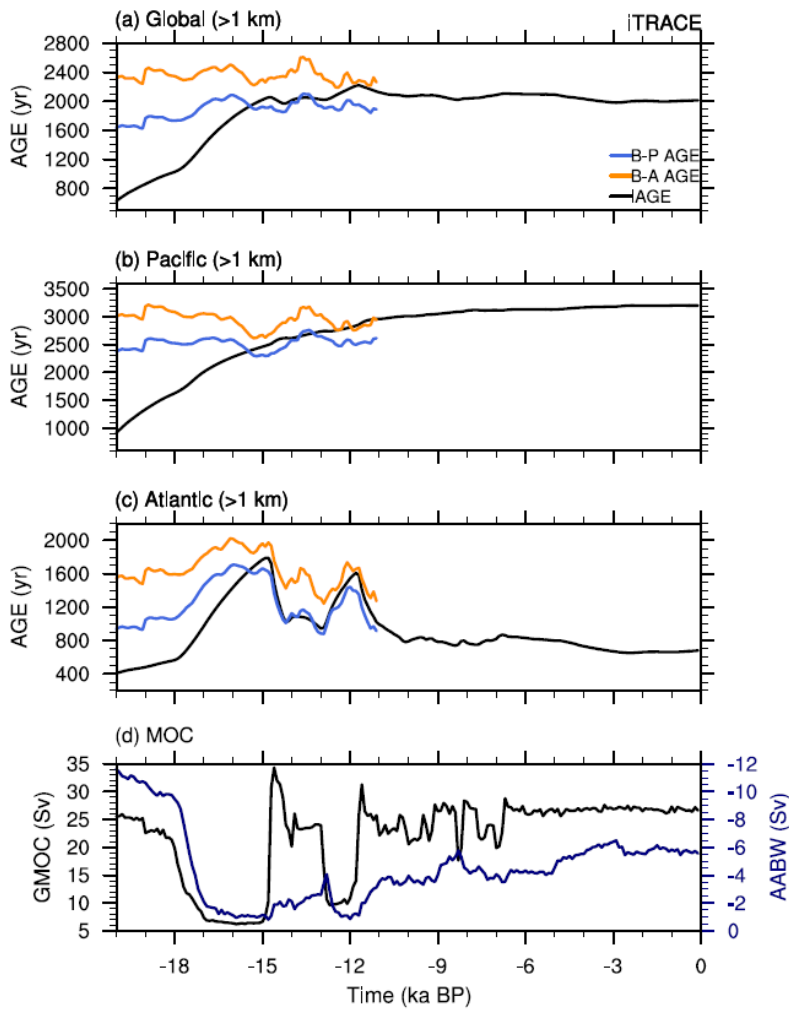 (a) Global (>1 km) iTRACE
2800
2400
2000
1600
1200
800
AGE (yr)
B-P AGE
B-A AGE
IAGE
(b) Pacific (>1 km)
3500
3000
2500
2000
1500
1000
AGE (yr)
(c) Atlantic (>1 km)
2000
1600
1200
800
400
AGE (yr)
(d) MOC
35
30
25
20
15
10
5
GMOC (Sv)
-12
-10
-8
-6
-4
-2
0
AABW (Sv)
-18 -15 -12 -9 -6 -3 0
Time (ka BP)